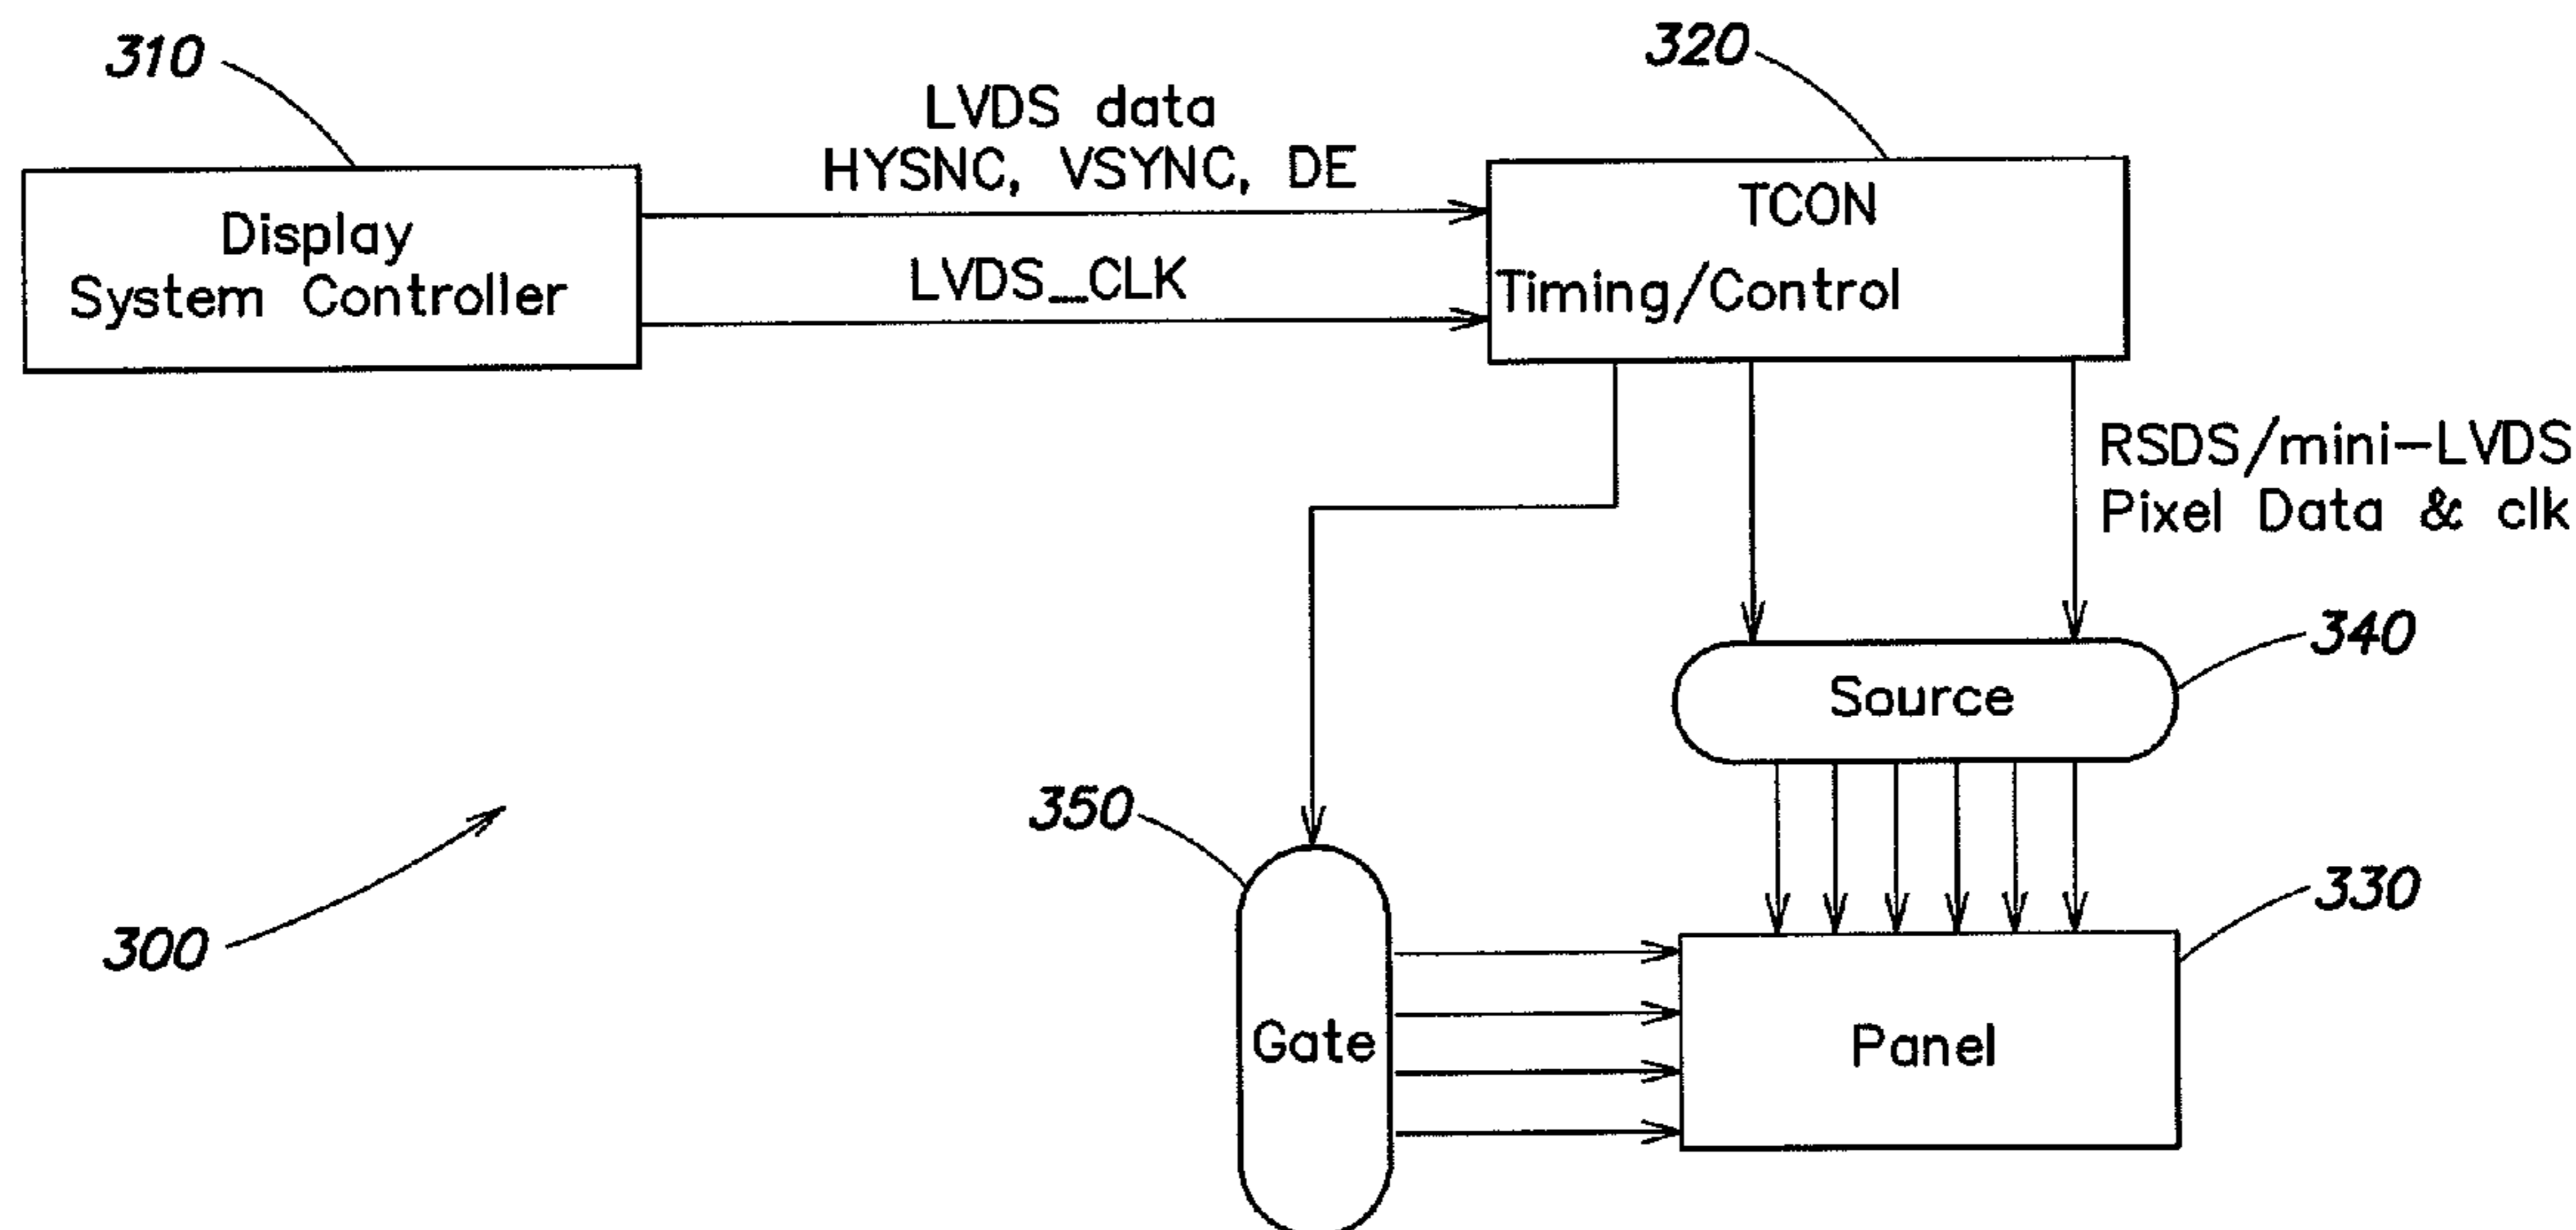 310
320
LVDS data
HYSNC, VSYNC, DE
Display
System Controller
TCON
Timing/Control
LVDS_CLK
RSDS/mini-LVDS
Pixel Data & clk
340
Source
350
330
300
Gate
Panel